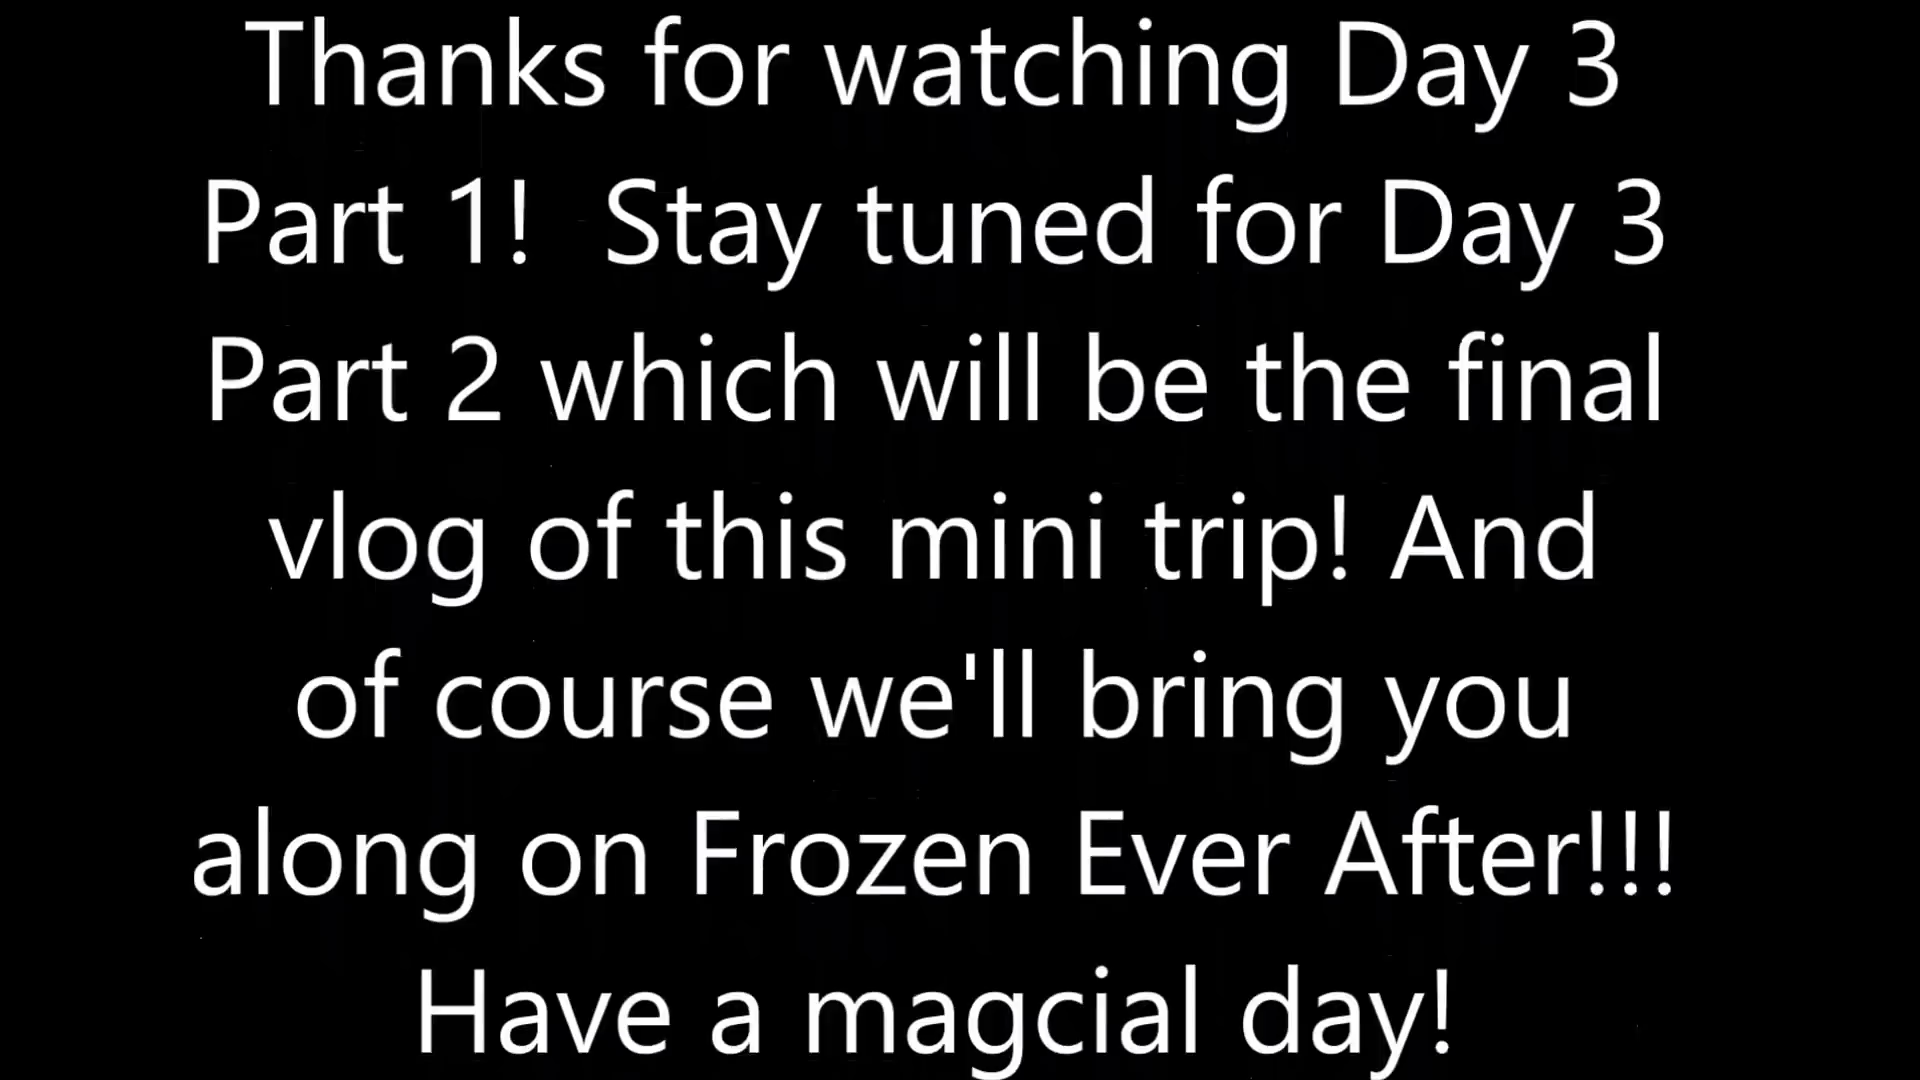 Thanks for watching Day 3
Part 1!  Stay tuned for Day 3
Part 2 which will be the final
vlog of this mini trip! And
of course we'll bring you
along on Frozen Ever After!!!
Have a magcial day!